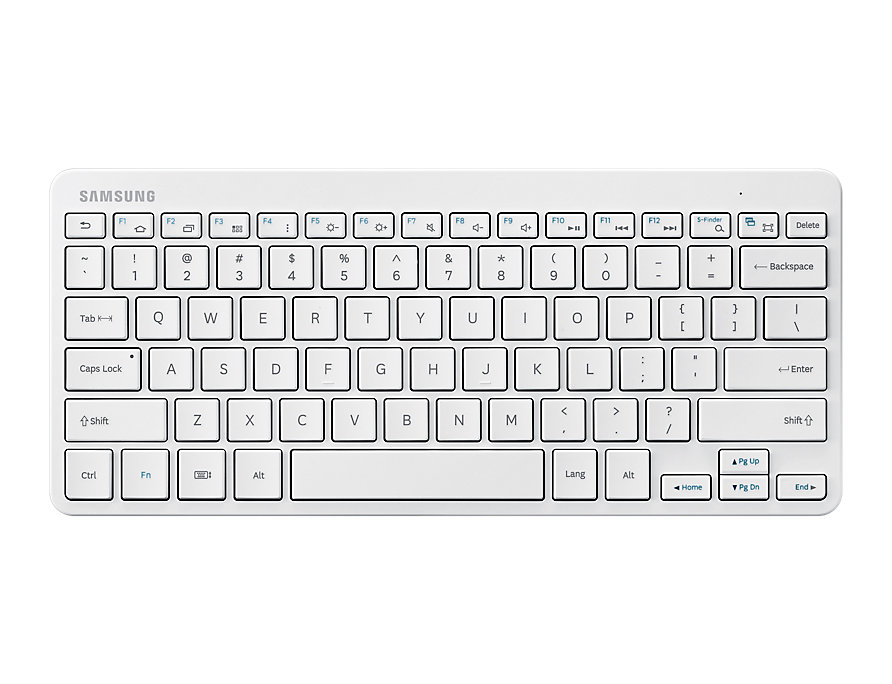 SAMSUNG
F1 F2 F3 F4 F5 F6 F7 F8 F9 F10 F11 F12 S-Finder Delete
~ ! @ # $ % ^ & * ( ) _ +
` 1 2 3 4 5 6 7 8 9 0 - = ← Backspace
Tab Q W E R T Y U I O P { [ } ] | \
Caps Lock A S D F G H J K L : ; " ' Enter
Shift Z X C V B N M < , > . ? / Shift
Ctrl Fn Alt Lang Alt ◄ Home ▲ Pg Up ▼ Pg Dn End ►